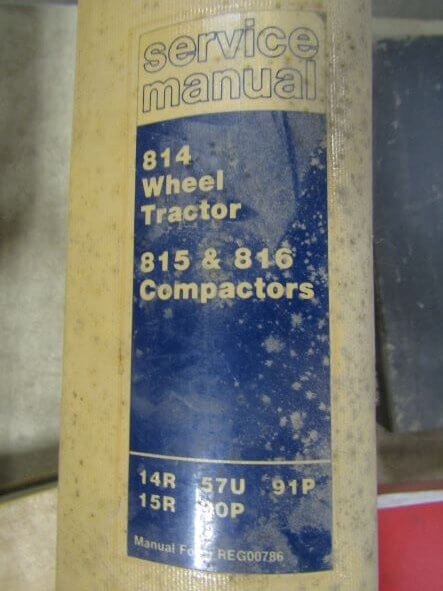 service
manual
814
Wheel
Tractor
815 & 816
Compactors
14R 57U 91P
15R
Manual REG00786